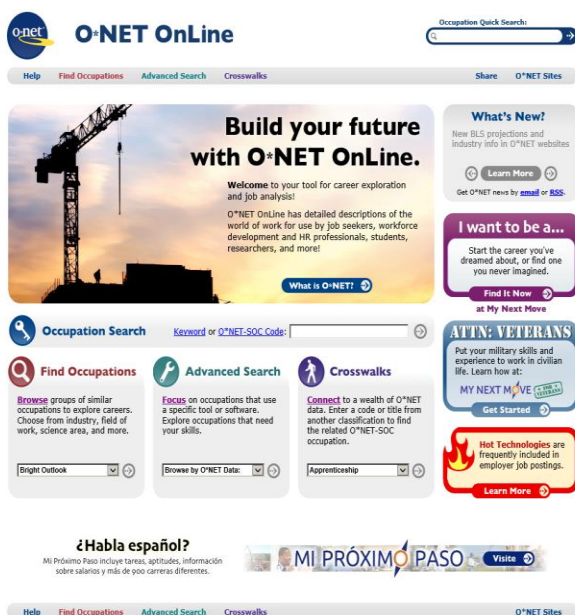 o·net
O*NET OnLine
Occupation Quick Search:
Help Find Occupations Advanced Search Crosswalks Share O*NET Sites
Build your future
with O*NET OnLine.
Welcome to your tool for career exploration
and job analysis!
O*NET OnLine has detailed descriptions of the
world of work for use by job seekers, workforce
development and HR professionals, students,
researchers, and more!
What is O*NET?
What's New?
New BLS projections and
industry info in O*NET websites
Learn More
Get O*NET news by email or RSS.
I want to be a...
Start the career you've
dreamed about, or find one
you never imagined.
Find It Now
at My Next Move
ATTN: VETERANS
Put your military skills and
experience to work in civilian
life. Learn how at:
MY NEXT MOVE FOR VETERANS
Get Started
Hot Technologies are
frequently included in
employer job postings.
Learn More
Occupation Search Keyword or O*NET-SOC Code:
Find Occupations
Browse groups of similar
occupations to explore careers.
Choose from industry, field of
work, science area, and more.
Bright Outlook
Advanced Search
Focus on occupations that use
a specific tool or software.
Explore occupations that need
your skills.
Browse by O*NET Data:
Crosswalks
Connect to a wealth of O*NET
data. Enter a code or title from
another classification to find
the related O*NET-SOC
occupation.
Apprenticeship
¿Habla español?
Mi Próximo Paso incluye tareas, aptitudes, información
sobre salarios y más de 900 carreras diferentes.
MI PRÓXIMO PASO Visite
Help Find Occupations Advanced Search Crosswalks O*NET Sites